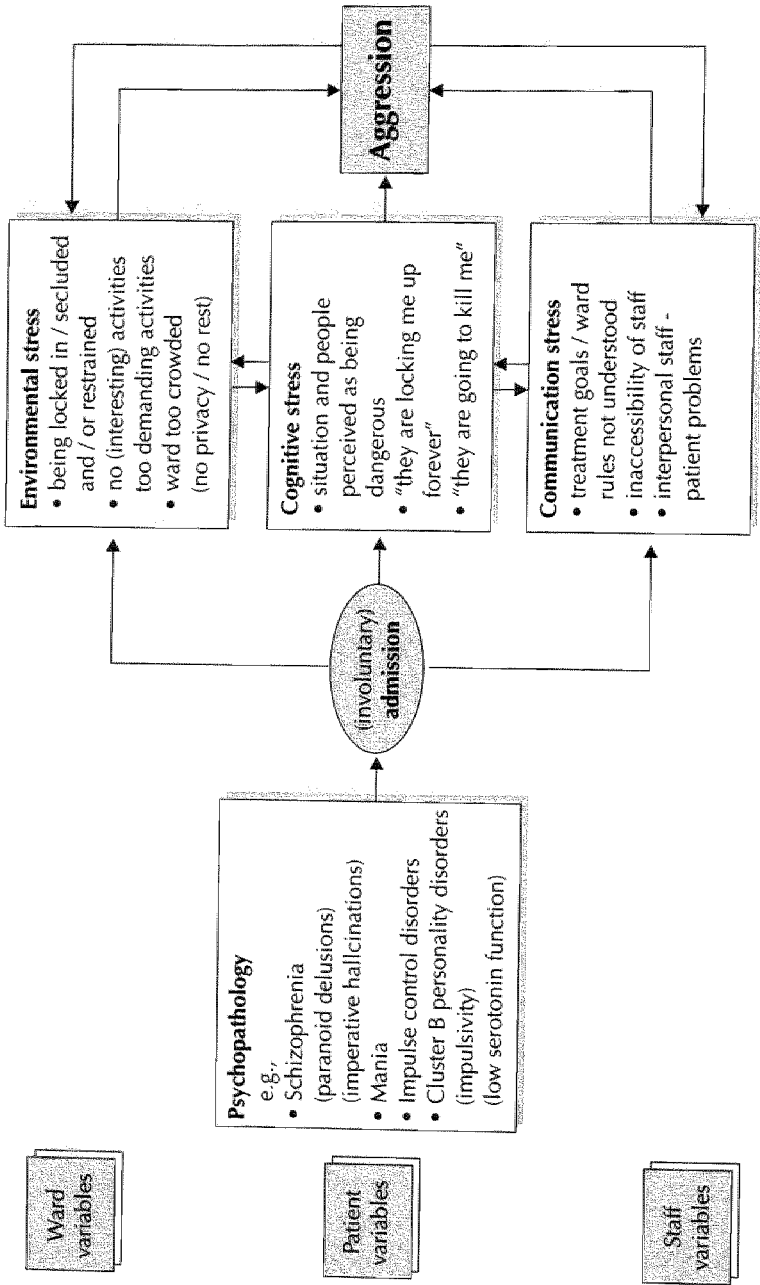 Ward
variables
Patient
variables
Staff
variables
Psychopathology
e.g.,
• Schizophrenia
(paranoid delusions)
(imperative hallcinations)
• Mania
• Impulse control disorders
• Cluster B personality disorders
(impulsivity)
(low serotonin function)
(involuntary)
admission
Environmental stress
• being locked in / secluded
and / or restrained
• no (interesting) activities
too demanding activities
• ward too crowded
(no privacy / no rest)
Cognitive stress
• situation and people
perceived as being
dangerous
• “they are locking me up
forever”
• “they are going to kill me”
Communication stress
• treatment goals / ward
rules not understood
• inaccessibility of staff
• interpersonal staff -
patient problems
Aggression